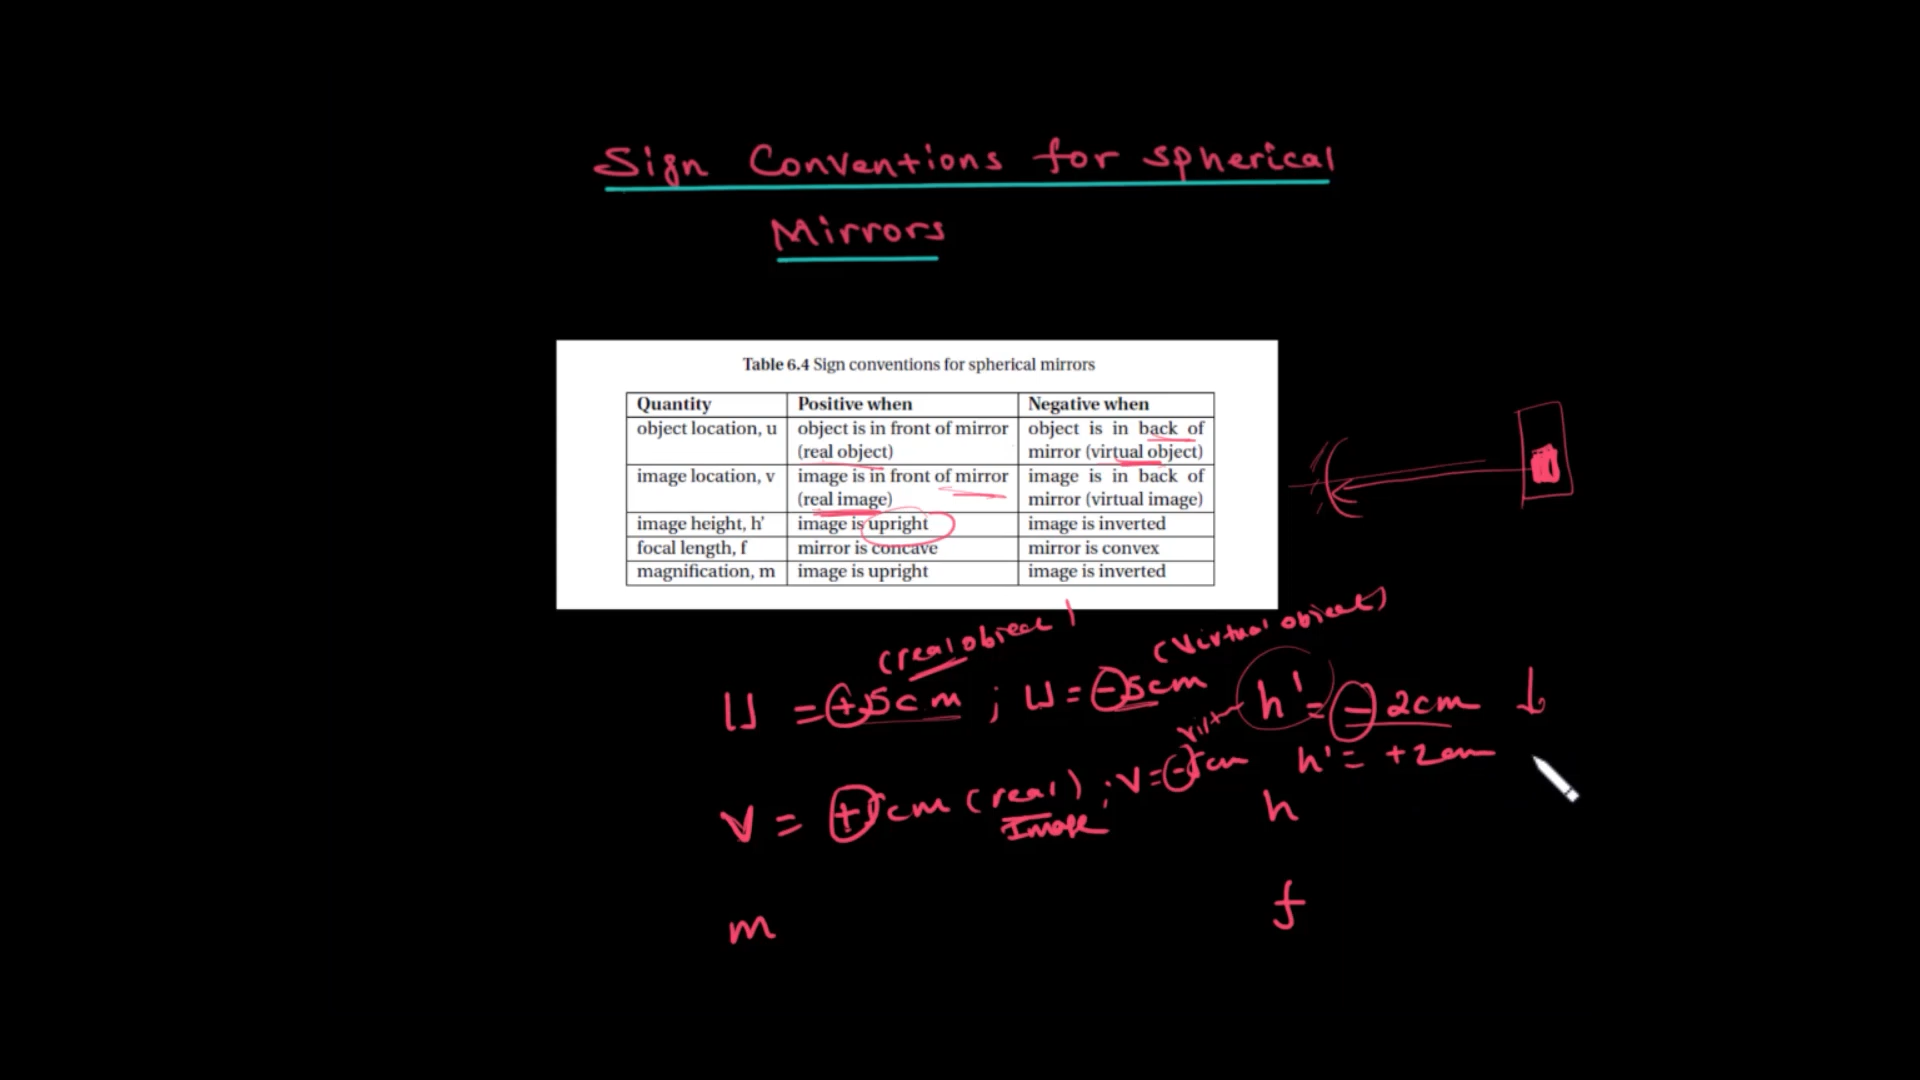 Sign Conventions for spherical
Mirrors
Table 6.4 Sign conventions for spherical mirrors
Quantity Positive when Negative when
object location, u object is in front of mirror object is in back of
(real object) mirror (virtual object)
image location, v image is in front of mirror image is in back of
(real image) mirror (virtual image)
image height, h' image is upright image is inverted
focal length, f mirror is concave mirror is convex
magnification, m image is upright image is inverted
(real object) (virtual object)
u = +5cm ; u = -5cm h' = -2cm ↓
h' = +2cm
v = + cm (real) ; v = - cm
Image
h
m f